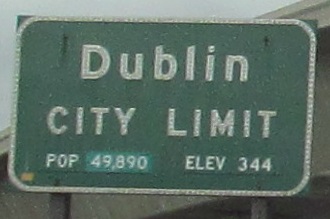 Dublin
CITY LIMIT
POP 49,890 ELEV 344